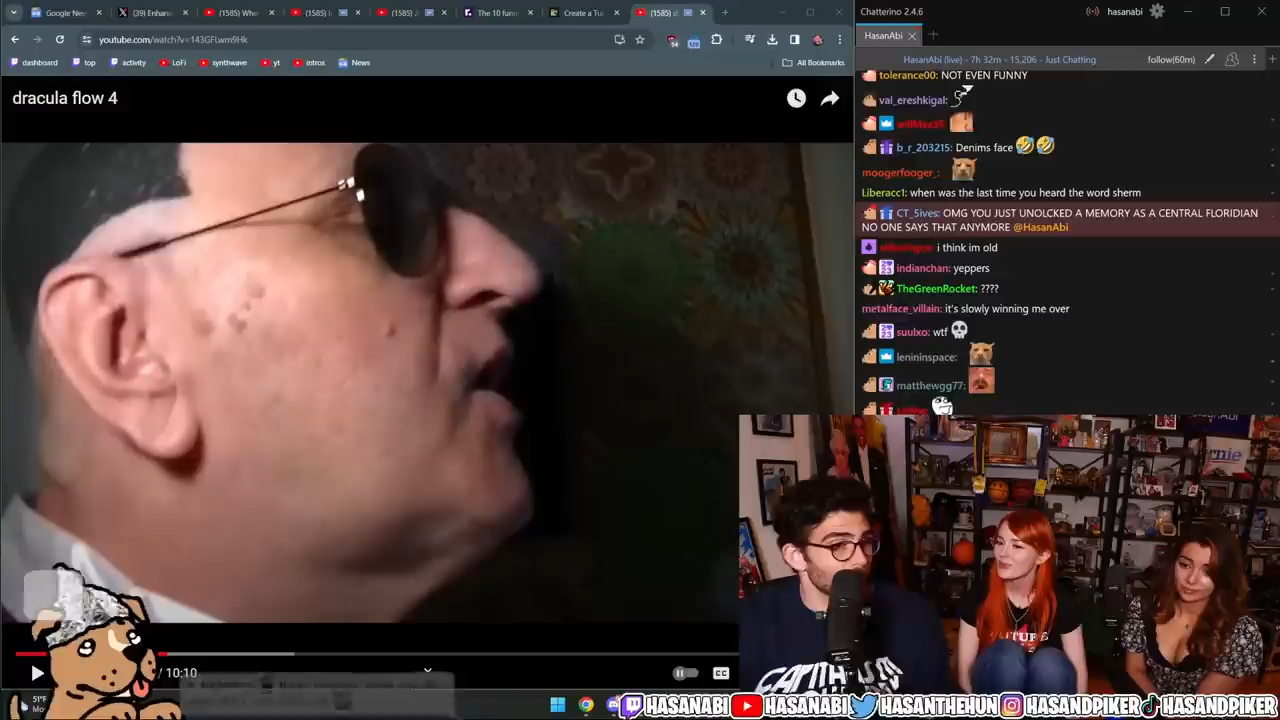 Google New
(39) Enhanc
(1585) Whe
(1585) I
(1585)
The 10 funn
Create a Tu
(1585) d
youtube.com/watch?v=143GFLwm9Hk
dashboard
top
activity
LoFi
synthwave
yt
intros
News
All Bookmarks
dracula flow 4
/ 10:10
51°F
Chatterino 2.4.6
hasanabi
HasanAbi
HasanAbi (live) - 7h 32m - 15,206 - Just Chatting
follow(60m)
tolerance00: NOT EVEN FUNNY
val_ereshkigal:
b_r_203215: Denims face
moogerfooger_:
Liberacc1: when was the last time you heard the word sherm
CT_5ives: OMG YOU JUST UNOLCKED A MEMORY AS A CENTRAL FLORIDIAN
NO ONE SAYS THAT ANYMORE @HasanAbi
i think im old
indianchan: yeppers
TheGreenRocket: ????
metalface_villain: it's slowly winning me over
suulxo: wtf
lenininspace:
matthewgg77:
HASANABI
HASANABI
HASANTHEHUN
HASANDPIKER
HASANDPIKER